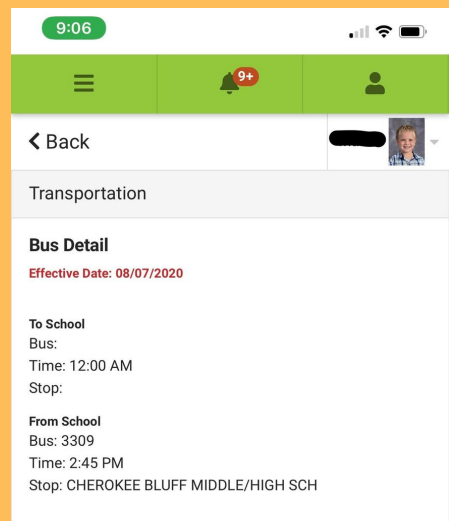 9:06
9+
Back
Transportation
Bus Detail
Effective Date: 08/07/2020
To School
Bus:
Time: 12:00 AM
Stop:
From School
Bus: 3309
Time: 2:45 PM
Stop: CHEROKEE BLUFF MIDDLE/HIGH SCH